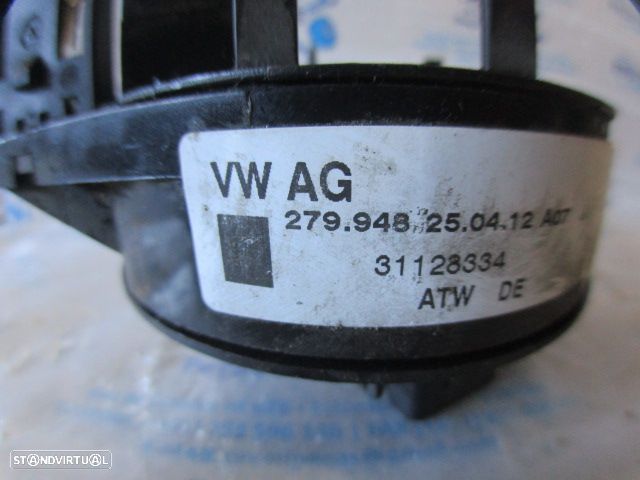 VW AG
279.948 25.04.12 A07
31128334
ATW DE
STANDVIRTUAL